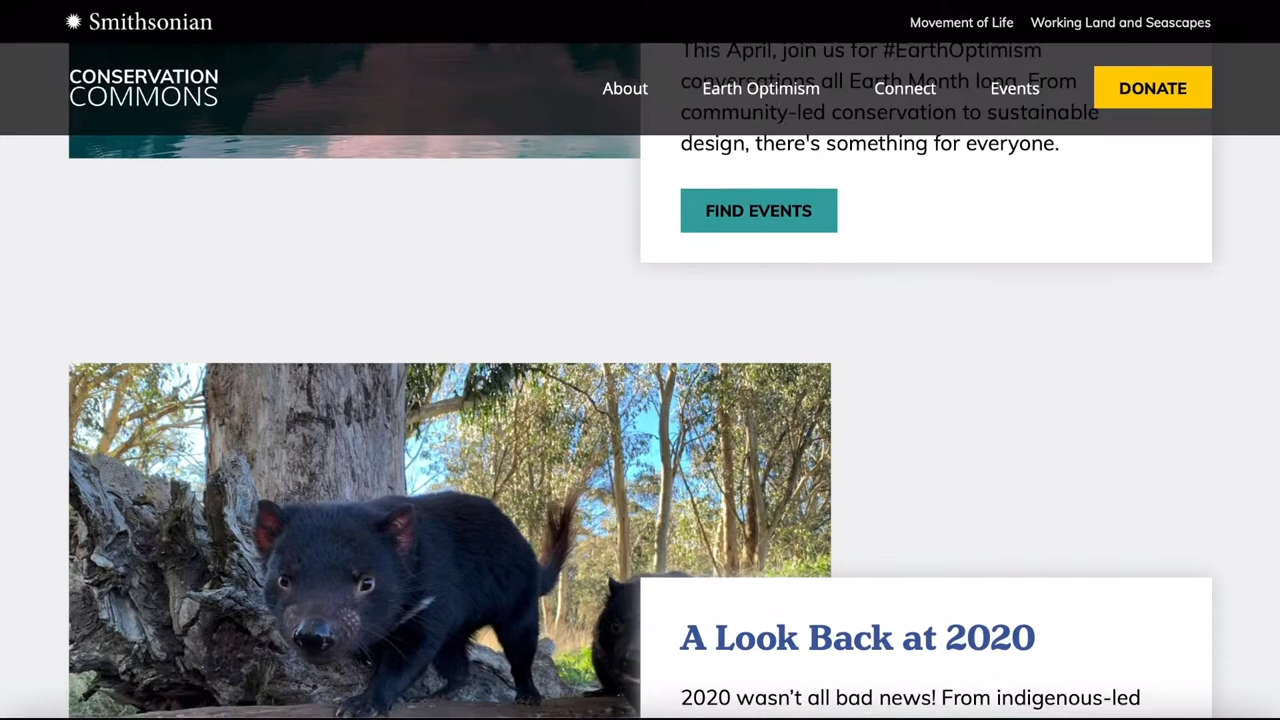 Smithsonian
Movement of Life
Working Land and Seascapes
CONSERVATION
COMMONS
About
Earth Optimism
Connect
Events
DONATE
This April, join us for #EarthOptimism
conversations all Earth Month long. From
community-led conservation to sustainable
design, there's something for everyone.
FIND EVENTS
A Look Back at 2020
2020 wasn’t all bad news! From indigenous-led